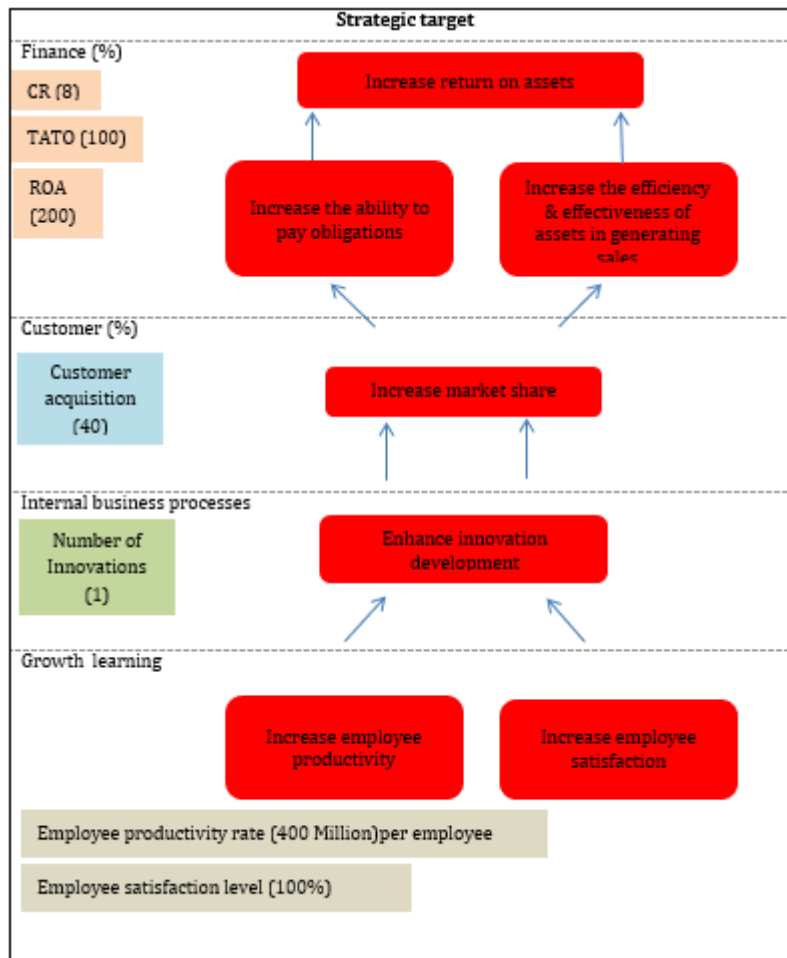 Strategic target
Finance (%)
CR (8)
TATO (100)
ROA
(200)
Increase return on assets
Increase the ability to
pay obligations
Increase the efficiency
& effectiveness of
assets in generating
sales
Customer (%)
Customer
acquisition
(40)
Increase market share
Internal business processes
Number of
Innovations
(1)
Enhance innovation
development
Growth learning
Increase employee
productivity
Increase employee
satisfaction
Employee productivity rate (400 Million)per employee
Employee satisfaction level (100%)